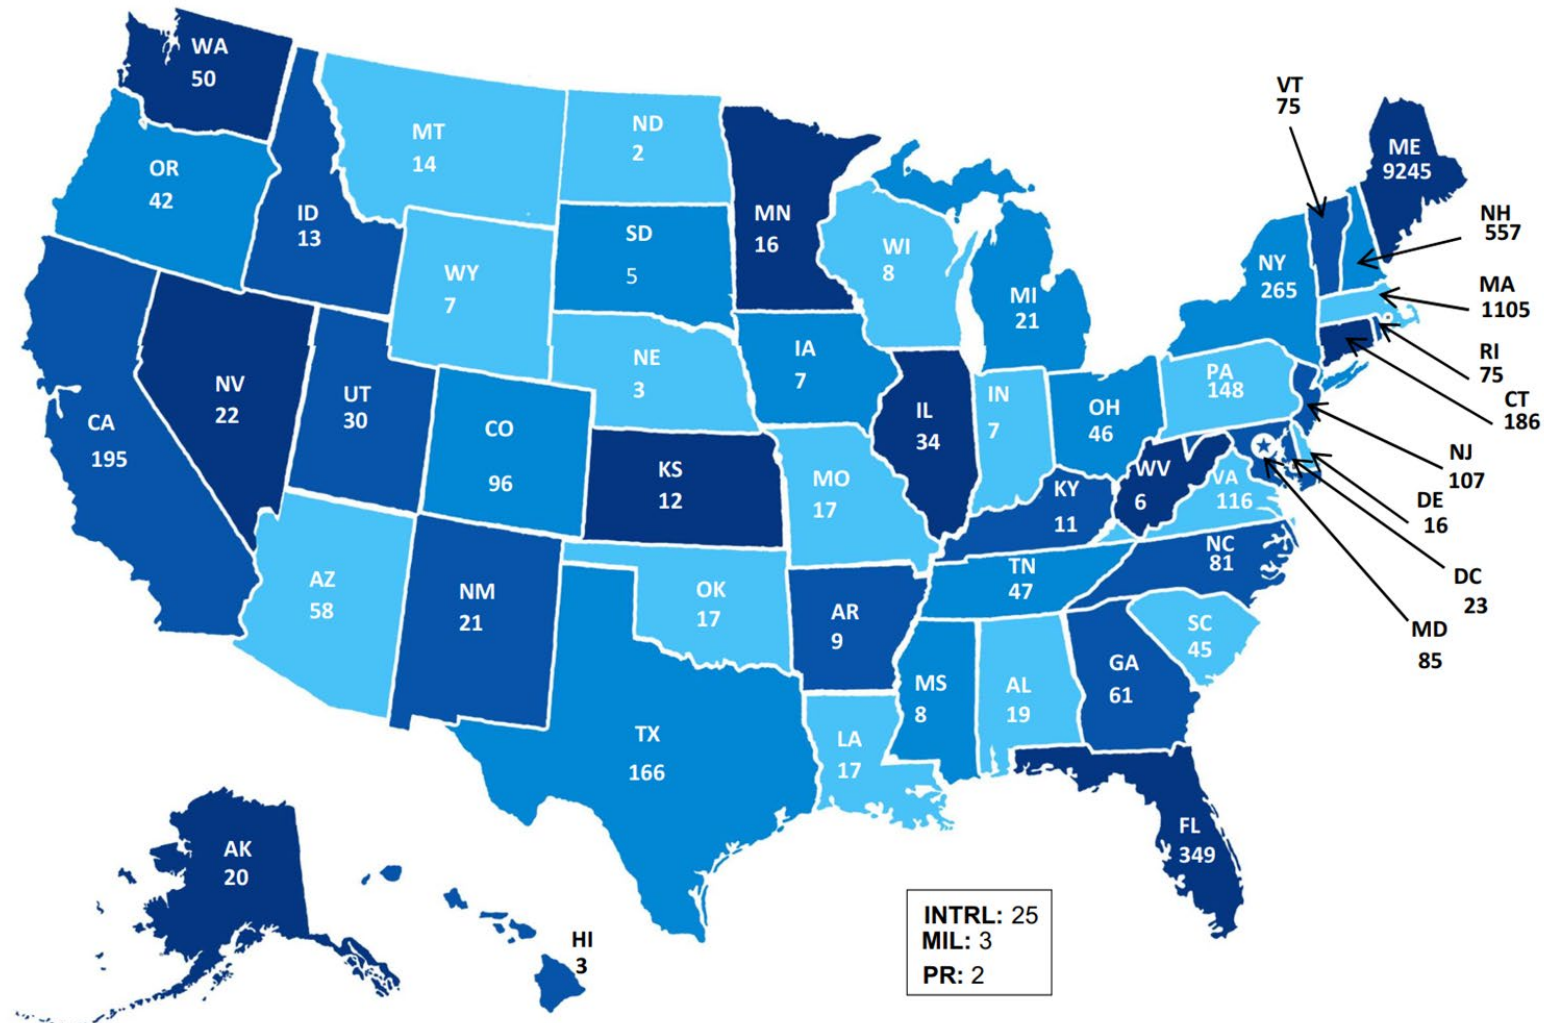 WA
50
OR
42
ID
13
MT
14
ND
2
MN
16
SD
5
WY
7
WI
8
MI
21
VT
75
ME
9245
NH
557
MA
1105
RI
75
CT
186
NY
265
NJ
107
PA
148
DE
16
DC
23
MD
85
CA
195
NV
22
UT
30
CO
96
NE
3
IA
7
KS
12
MO
17
IL
34
IN
7
OH
46
WV
6
VA
116
KY
11
NC
81
TN
47
SC
45
AZ
58
NM
21
OK
17
AR
9
TX
166
LA
17
MS
8
AL
19
GA
61
FL
349
AK
20
HI
3
INTRL: 25
MIL: 3
PR: 2